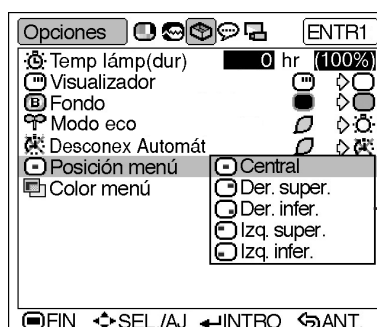 Opciones ENTR1
Temp lámp(dur) 0 hr (100%)
Visualizador
B Fondo
Modo eco
Desconex Automát
Posición menú Central
Color menú Der. super.
Der. infer.
Izq. super.
Izq. infer.
FIN SEL./AJ. INTRO ANT.